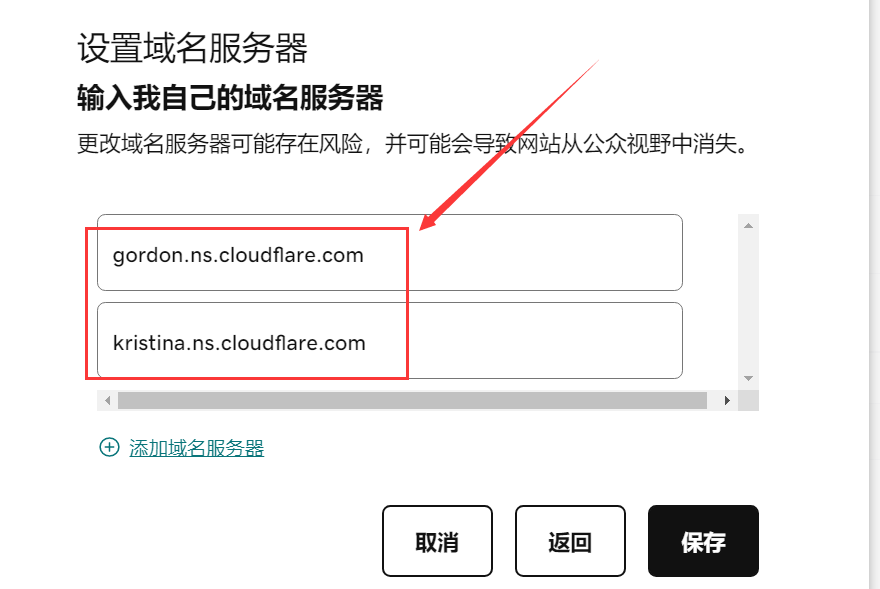 设置域名服务器
输入我自己的域名服务器
更改域名服务器可能存在风险，并可能会导致网站从公众视野中消失。
gordon.ns.cloudflare.com
kristina.ns.cloudflare.com
添加域名服务器
取消
返回
保存